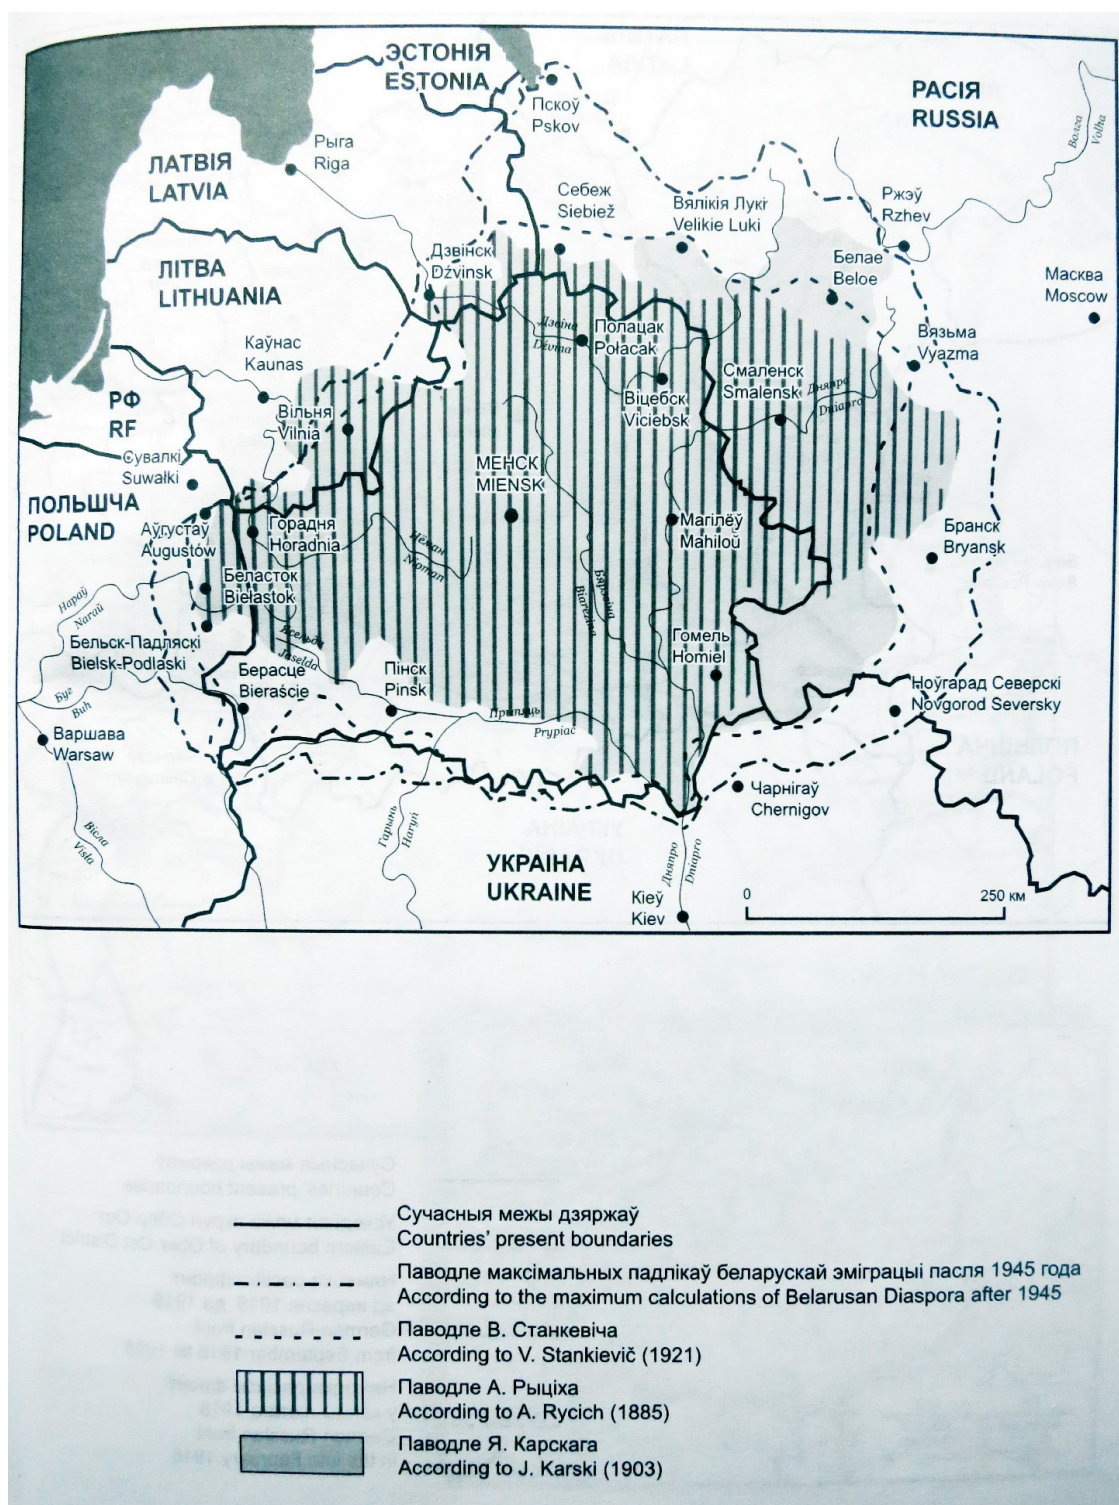 ЭСТОНІЯ
ESTONIA
РАСІЯ
RUSSIA
Пскоў
Pskov
Волга
Volha
Рыга
Riga
ЛАТВІЯ
LATVIA
Себеж
Siebiež
Вялікія Лукі
Velikie Luki
Ржэў
Rzhev
Дзвінск
Dźvinsk
Белае
Beloe
Масква
Moscow
ЛІТВА
LITHUANIA
Дзвіна
Dźvina
Полацак
Połacak
Вязьма
Vyazma
Каўнас
Kaunas
Смаленск
Smalensk
Дняпро
Dniapro
РФ
RF
Вільня
Vilnia
Віцебск
Viciebsk
Сувалкі
Suwałki
МЕНСК
MIENSK
ПОЛЬШЧА
POLAND
Аўгустаў
Augustów
Горадня
Horadnia
Магілёў
Mahiloŭ
Бранск
Bryansk
Нёман
Nioman
Беласток
Biełastok
Бярэзіна
Biarezina
Нараў
Naraŭ
Ясельда
Jaselda
Бельск-Падляскі
Bielsk-Podlaski
Гомель
Homiel
Берасце
Bieraście
Пінск
Pinsk
Ноўгарад Северскі
Novgorod Seversky
Буг
Buh
Прыпяць
Prypiac
Варшава
Warsaw
Чарнігаў
Chernigov
Вісла
Visła
Гарынь
Haryń
УКРАІНА
UKRAINE
Дняпро
Dniapro
Кіеў
Kiev
0 250 км
Сучасныя межы дзяржаў
Countries' present boundaries
Паводле максімальных падлікаў беларускай эміграцыі пасля 1945 года
According to the maximum calculations of Belarusan Diaspora after 1945
Паводле В. Станкевіча
According to V. Stankievič (1921)
Паводле А. Рыціха
According to A. Rycich (1885)
Паводле Я. Карскага
According to J. Karski (1903)